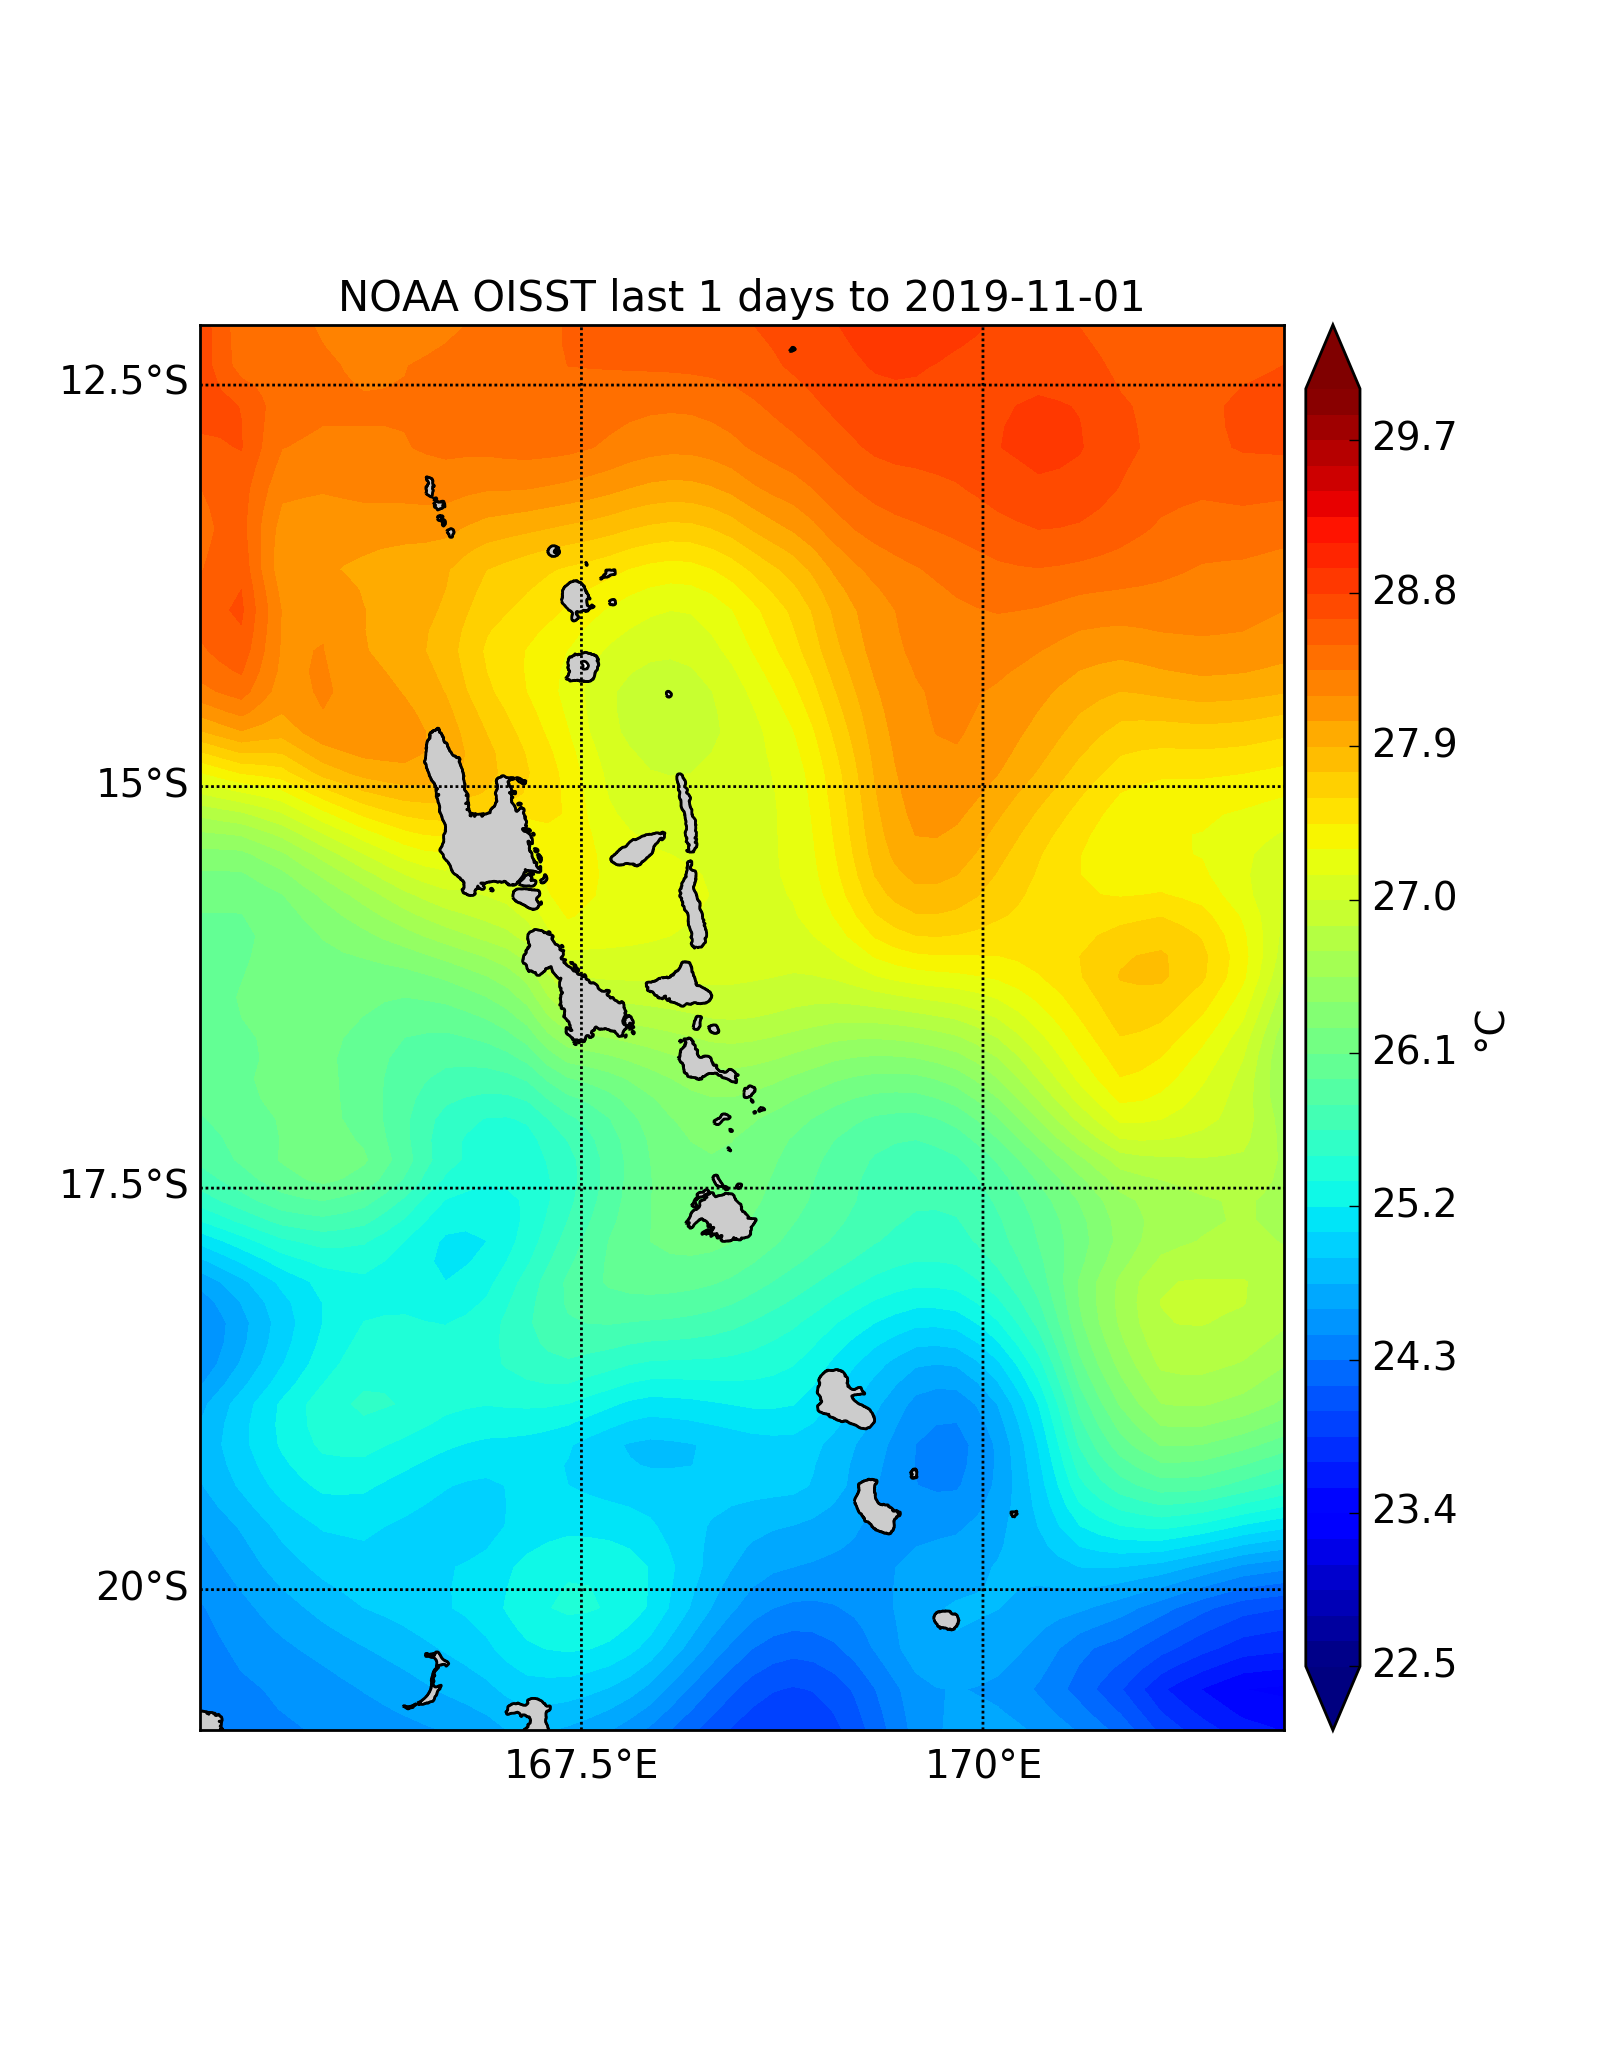 NOAA OISST last 1 days to 2019-11-01
12.5°S
15°S
17.5°S
20°S
167.5°E
170°E
29.7
28.8
27.9
27.0
26.1
25.2
24.3
23.4
22.5
°C